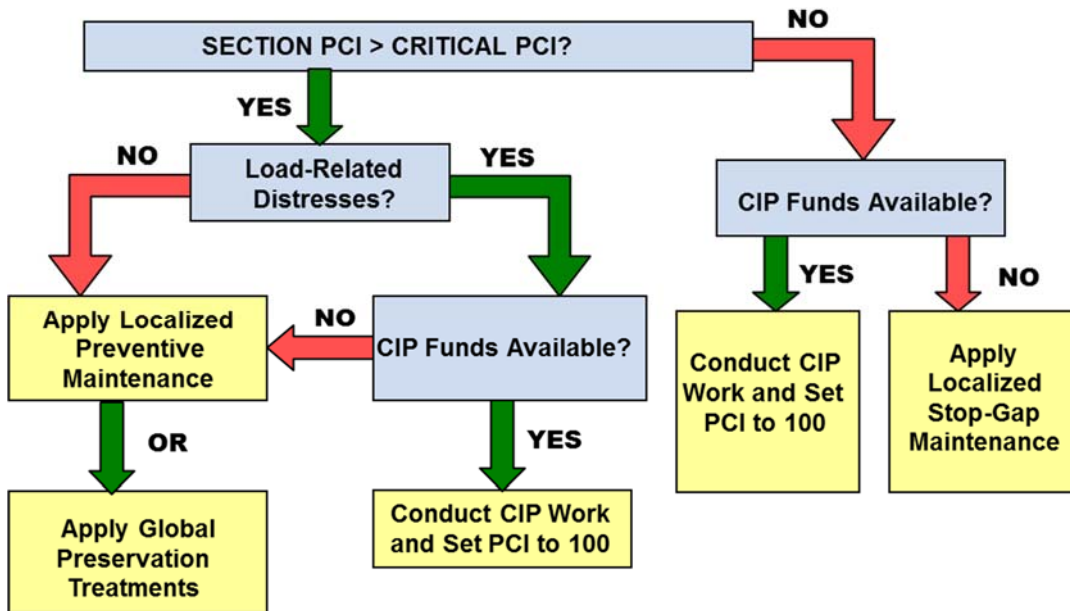 SECTION PCI > CRITICAL PCI?
NO
YES
NO
Load-Related
Distresses?
YES
CIP Funds Available?
YES
NO
Apply Localized
Preventive
Maintenance
NO
CIP Funds Available?
Conduct CIP
Work and Set
PCI to 100
Apply
Localized
Stop-Gap
Maintenance
OR
YES
Apply Global
Preservation
Treatments
Conduct CIP Work
and Set PCI to 100